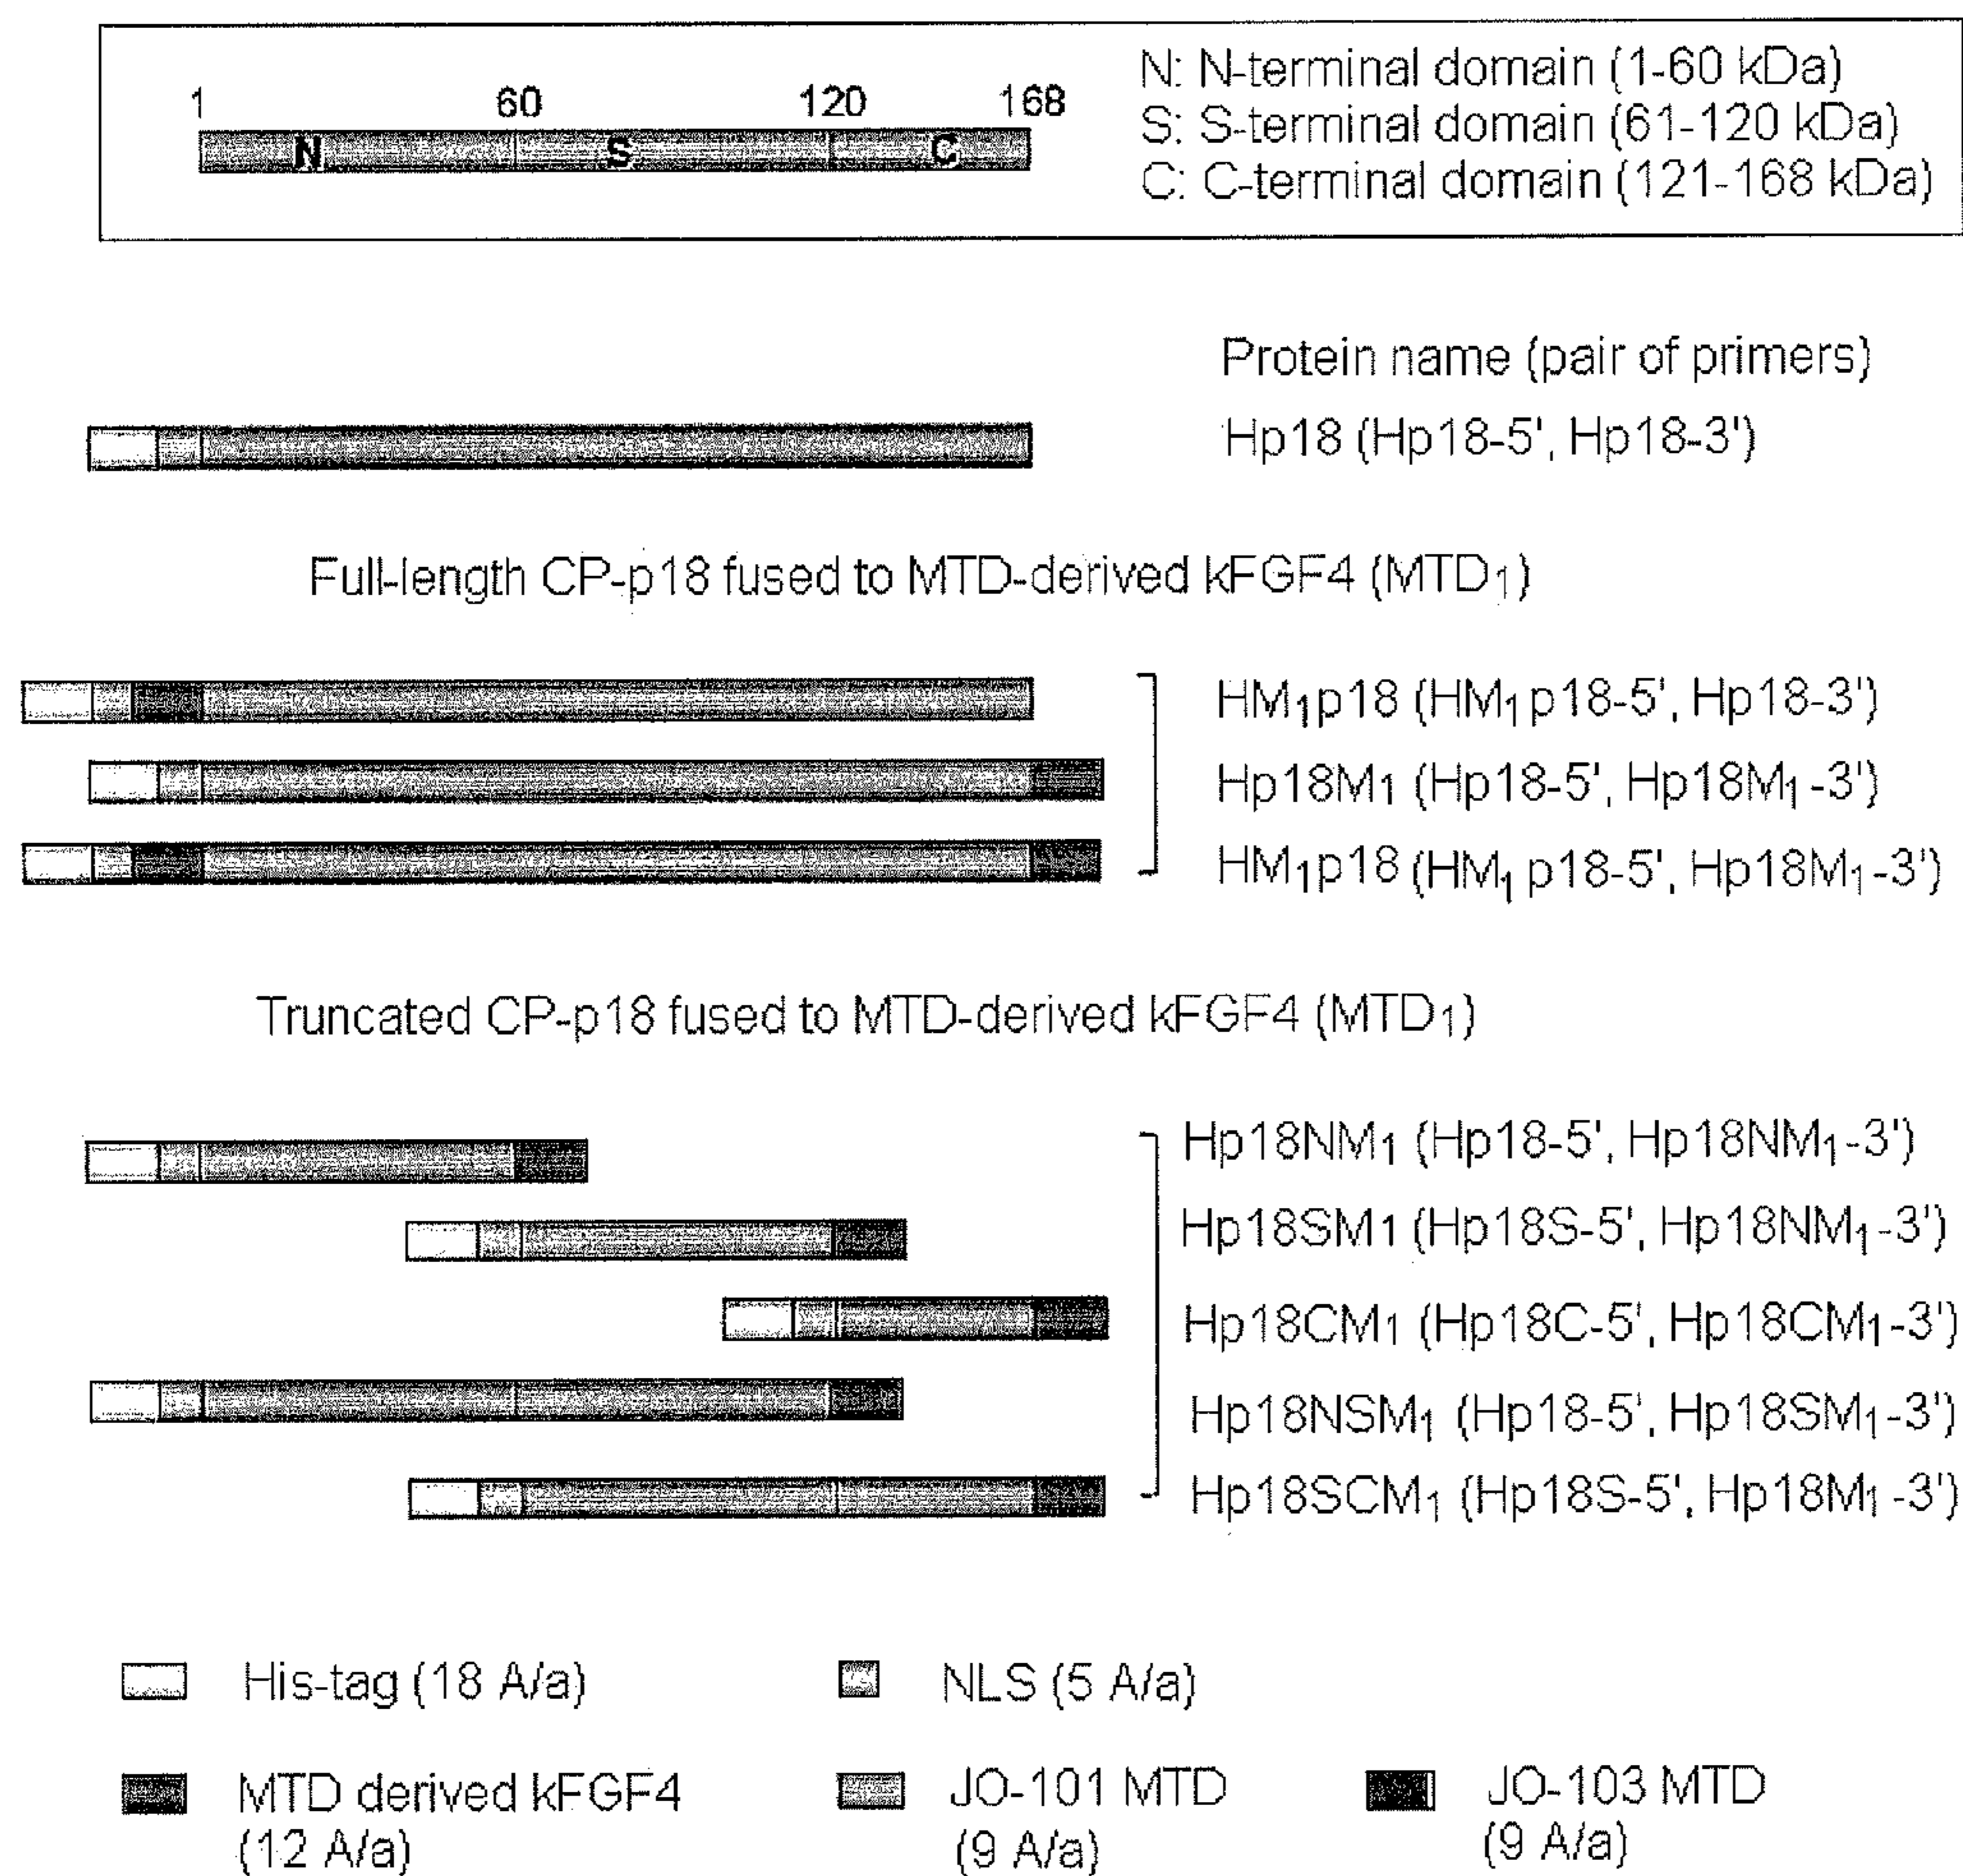 1 60 120 168
N S C
N: N-terminal domain (1-60 kDa)
S: S-terminal domain (61-120 kDa)
C: C-terminal domain (121-168 kDa)
Protein name (pair of primers)
Hp18 (Hp18-5', Hp18-3')
Full-length CP-p18 fused to MTD-derived kFGF4 (MTD₁)
HM₁p18 (HM₁p18-5', Hp18-3')
Hp18M₁ (Hp18-5', Hp18M₁-3')
HM₁p18 (HM₁p18-5', Hp18M₁-3')
Truncated CP-p18 fused to MTD-derived kFGF4 (MTD₁)
Hp18NM₁ (Hp18-5', Hp18NM₁-3')
Hp18SM1 (Hp18S-5', Hp18NM₁-3')
Hp18CM₁ (Hp18C-5', Hp18CM₁-3')
Hp18NSM₁ (Hp18-5', Hp18SM₁-3')
Hp18SCM₁ (Hp18S-5', Hp18M₁-3')
His-tag (18 A/a)
NLS (5 A/a)
MTD derived kFGF4
(12 A/a)
JO-101 MTD
(9 A/a)
JO-103 MTD
(9 A/a)